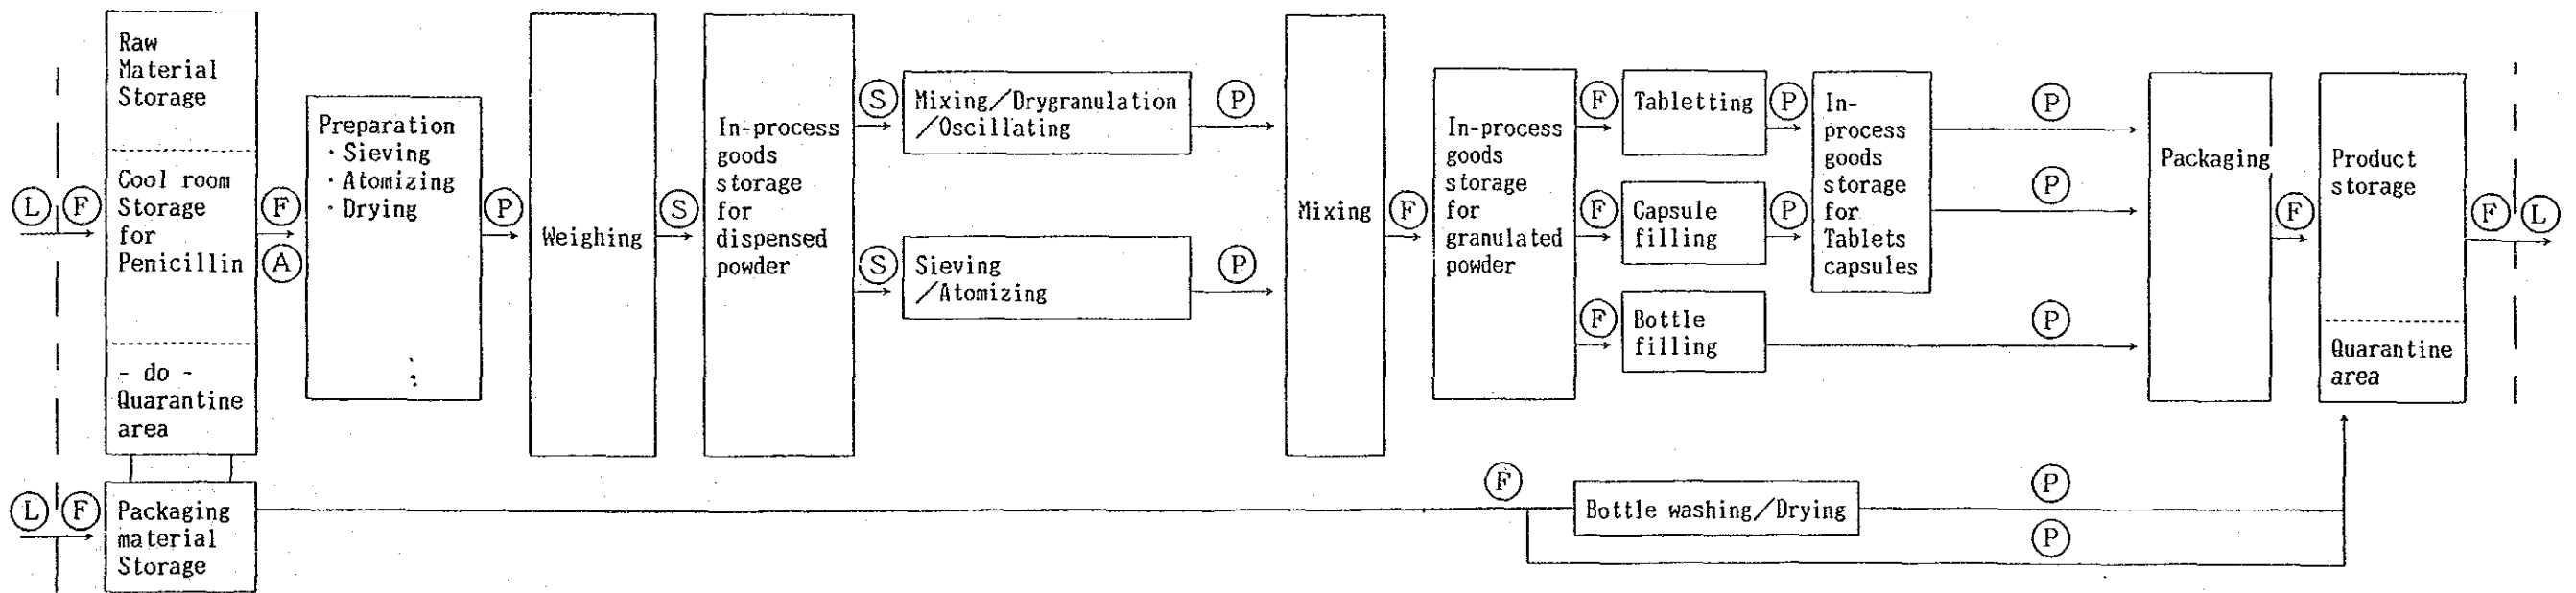 L
F
Raw
Material
Storage
Cool room
Storage
for
Penicillin
- do -
Quarantine
area
F
A
Preparation
・Sieving
・Atomizing
・Drying
P
Weighing
S
In-process
goods
storage
for
dispensed
powder
S
Mixing／Drygranulation
／Oscillating
P
S
Sieving
／Atomizing
P
Mixing
F
In-process
goods
storage
for
granulated
powder
F
Tabletting
P
F
Capsule
filling
P
F
Bottle
filling
In-
process
goods
storage
for
Tablets
capsules
P
P
P
Packaging
F
Product
storage
Quarantine
area
F
L
L
F
Packaging
material
Storage
F
Bottle washing／Drying
P
P